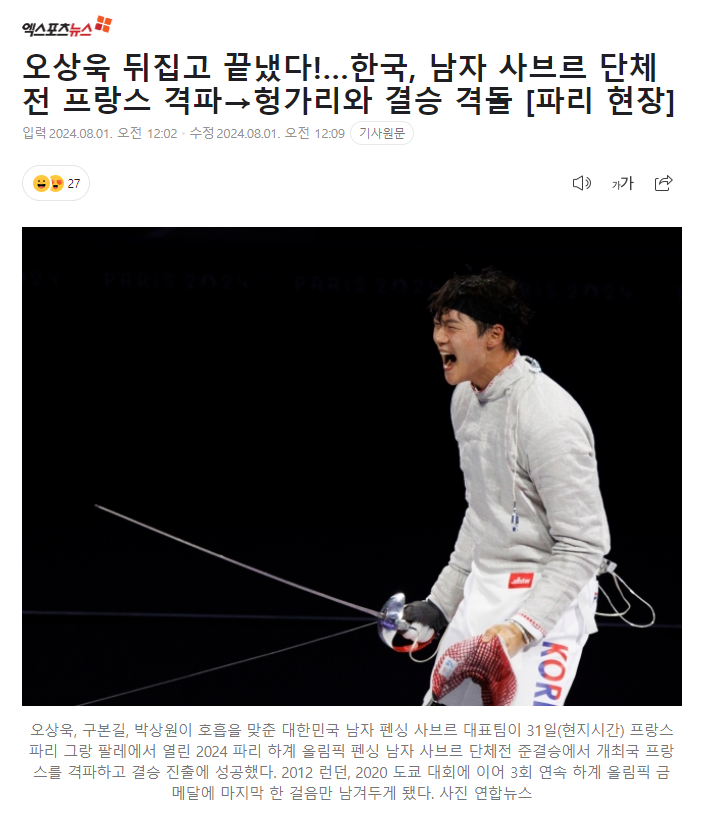 엑스포츠뉴스
오상욱 뒤집고 끝냈다!…한국, 남자 사브르 단체
전 프랑스 격파→헝가리와 결승 격돌 [파리 현장]
입력 2024.08.01. 오전 12:02 · 수정 2024.08.01. 오전 12:09 기사원문
27
가가
PARIS 2024 PARIS 2024
allstar
KOR
오상욱, 구본길, 박상원이 호흡을 맞춘 대한민국 남자 펜싱 사브르 대표팀이 31일(현지시간) 프랑스
파리 그랑 팔레에서 열린 2024 파리 하계 올림픽 펜싱 남자 사브르 단체전 준결승에서 개최국 프랑
스를 격파하고 결승 진출에 성공했다. 2012 런던, 2020 도쿄 대회에 이어 3회 연속 하계 올림픽 금
메달에 마지막 한 걸음만 남겨두게 됐다. 사진 연합뉴스